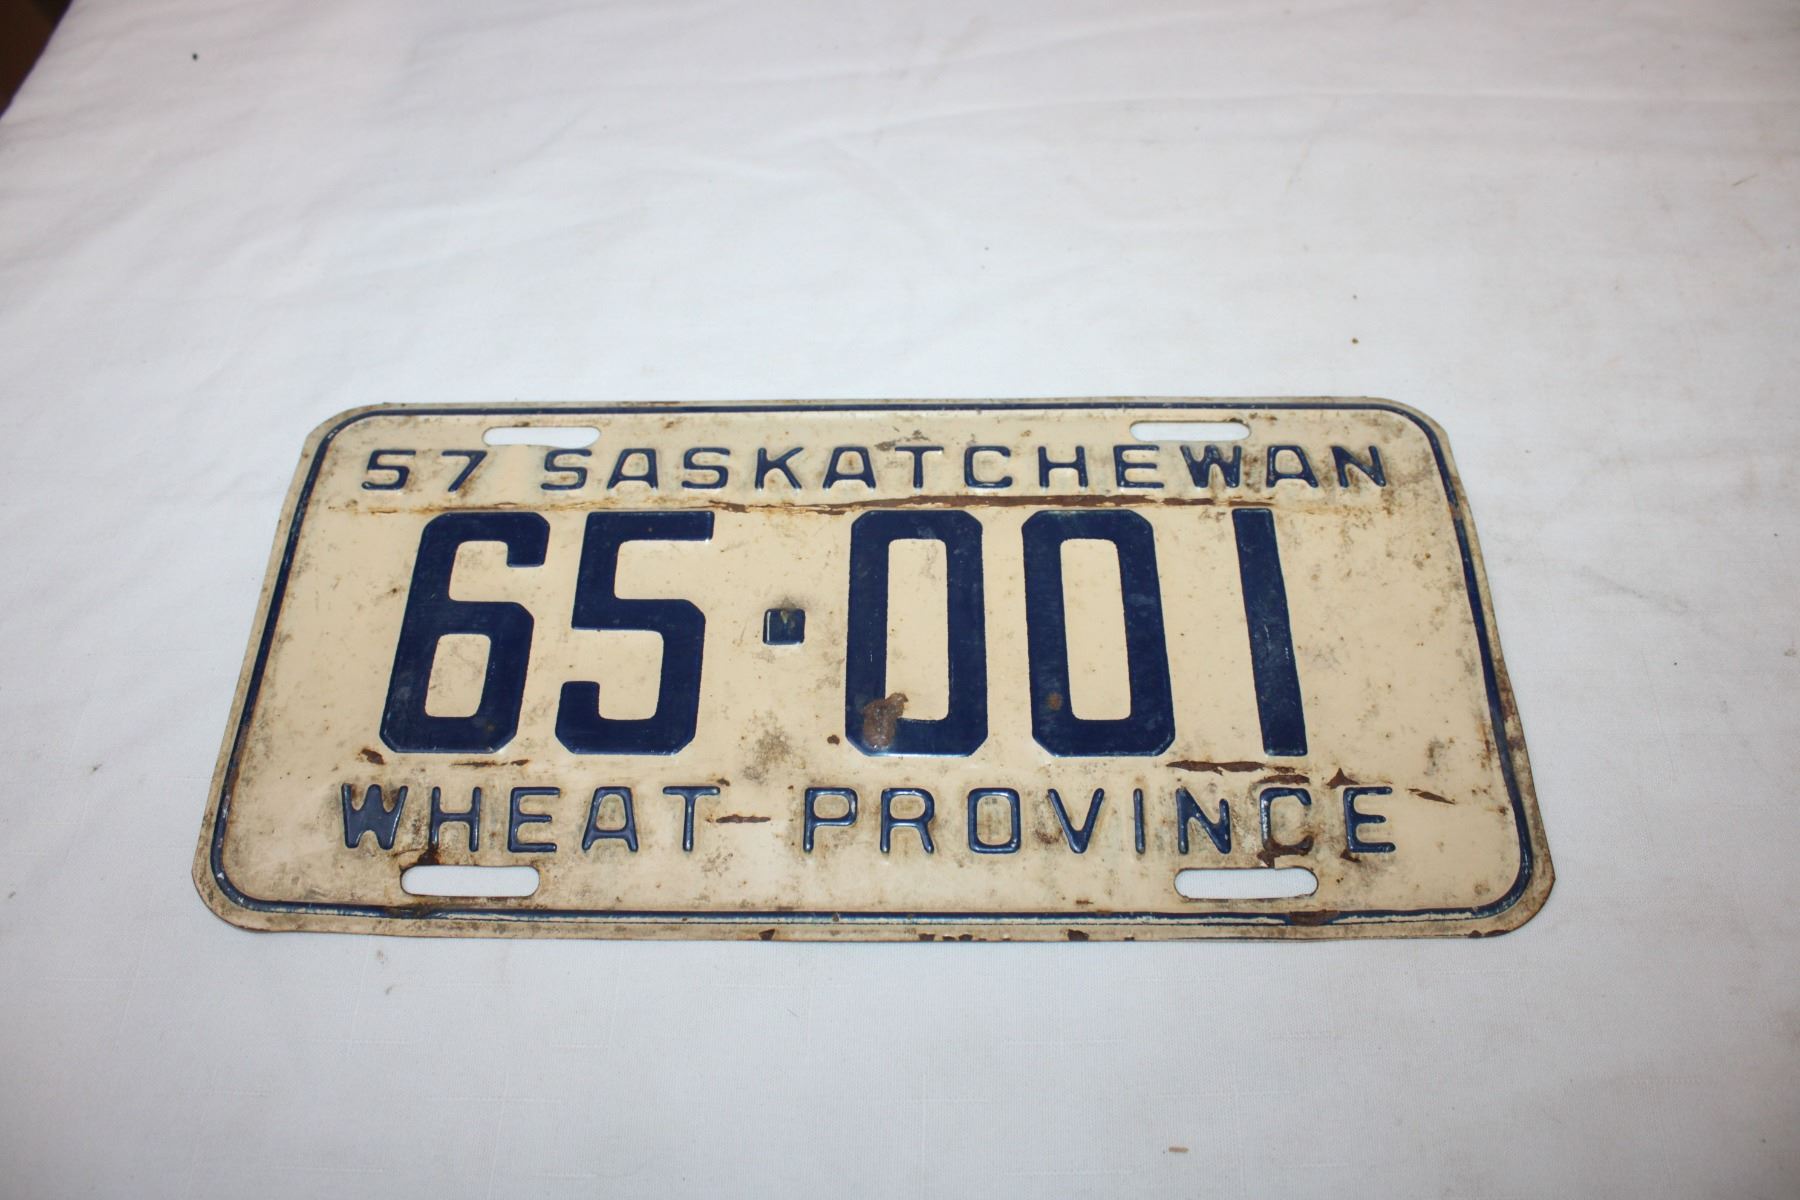 57 SASKATCHEWAN
65·001
WHEAT PROVINCE